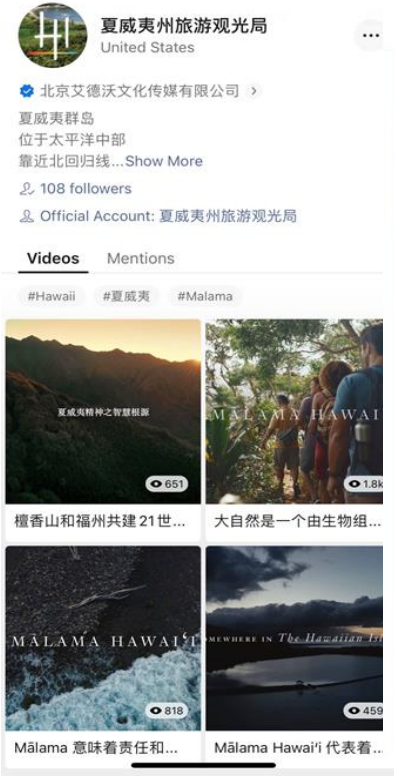 夏威夷州旅游观光局
United States
北京艾德沃文化传媒有限公司
夏威夷群岛
位于太平洋中部
靠近北回归线...Show More
108 followers
Official Account: 夏威夷州旅游观光局
Videos Mentions
#Hawaii #夏威夷 #Malama
夏威夷精神之智慧根源
MĀLAMA HAWAI
651
1.8k
檀香山和福州共建21世...
大自然是一个由生物组...
MĀLAMA HAWAIʻI
MEWHERE IN The Hawaiian Isl
818
459
Mālama 意味着责任和...
Mālama Hawaiʻi 代表着...